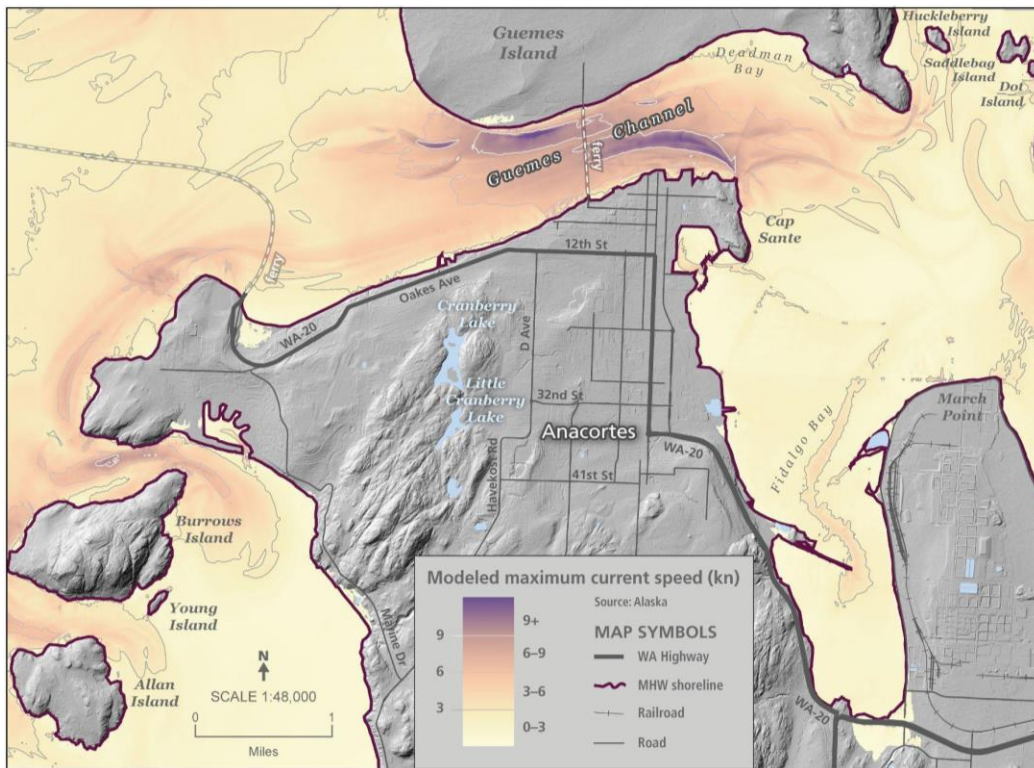 Guemes
Island
Deadman
Bay
Huckleberry
Island
Saddlebag
Island
Dot
Island
Guemes Channel
ferry
ferry
Cap
Sante
12th St
Oakes Ave
WA-20
Cranberry
Lake
D Ave
Little
Cranberry
Lake
32nd St
Anacortes
WA-20
March
Point
Fidalgo Bay
Havekost Rd
41st St
Burrows
Island
Young
Island
Allan
Island
Marine Dr
WA-20
N
SCALE 1:48,000
0 1
Miles
Modeled maximum current speed (kn)
9
6
3
9+
6–9
3–6
0–3
Source: Alaska
MAP SYMBOLS
WA Highway
MHW shoreline
Railroad
Road